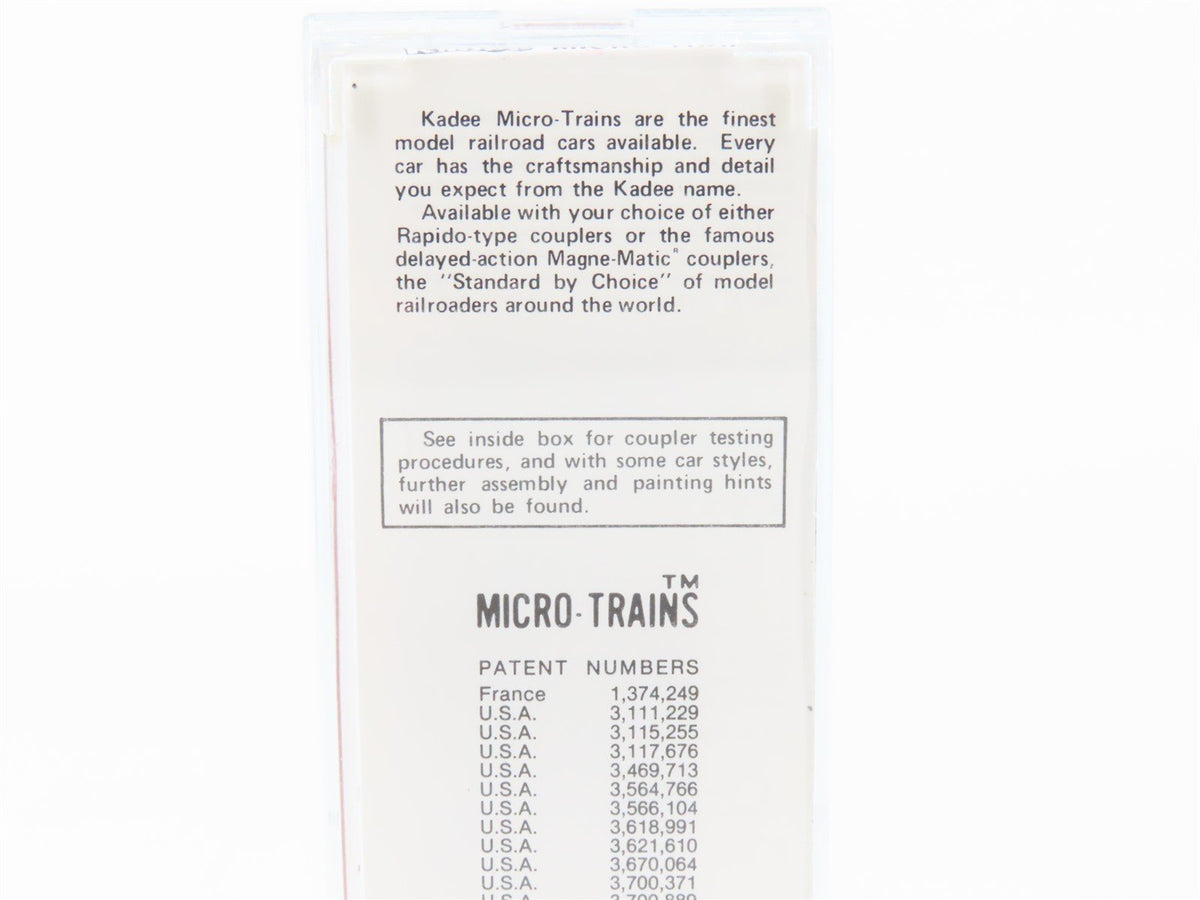 Kadee Micro-Trains are the finest
model railroad cars available. Every
car has the craftsmanship and detail
you expect from the Kadee name.
Available with your choice of either
Rapido-type couplers or the famous
delayed-action Magne-Matic® couplers,
the "Standard by Choice" of model
railroaders around the world.
See inside box for coupler testing
procedures, and with some car styles,
further assembly and painting hints
will also be found.
MICRO-TRAINS™
PATENT NUMBERS
France 1,374,249
U.S.A. 3,111,229
U.S.A. 3,115,255
U.S.A. 3,117,676
U.S.A. 3,469,713
U.S.A. 3,564,766
U.S.A. 3,566,104
U.S.A. 3,618,991
U.S.A. 3,621,610
U.S.A. 3,670,064
U.S.A. 3,700,371
U.S.A.